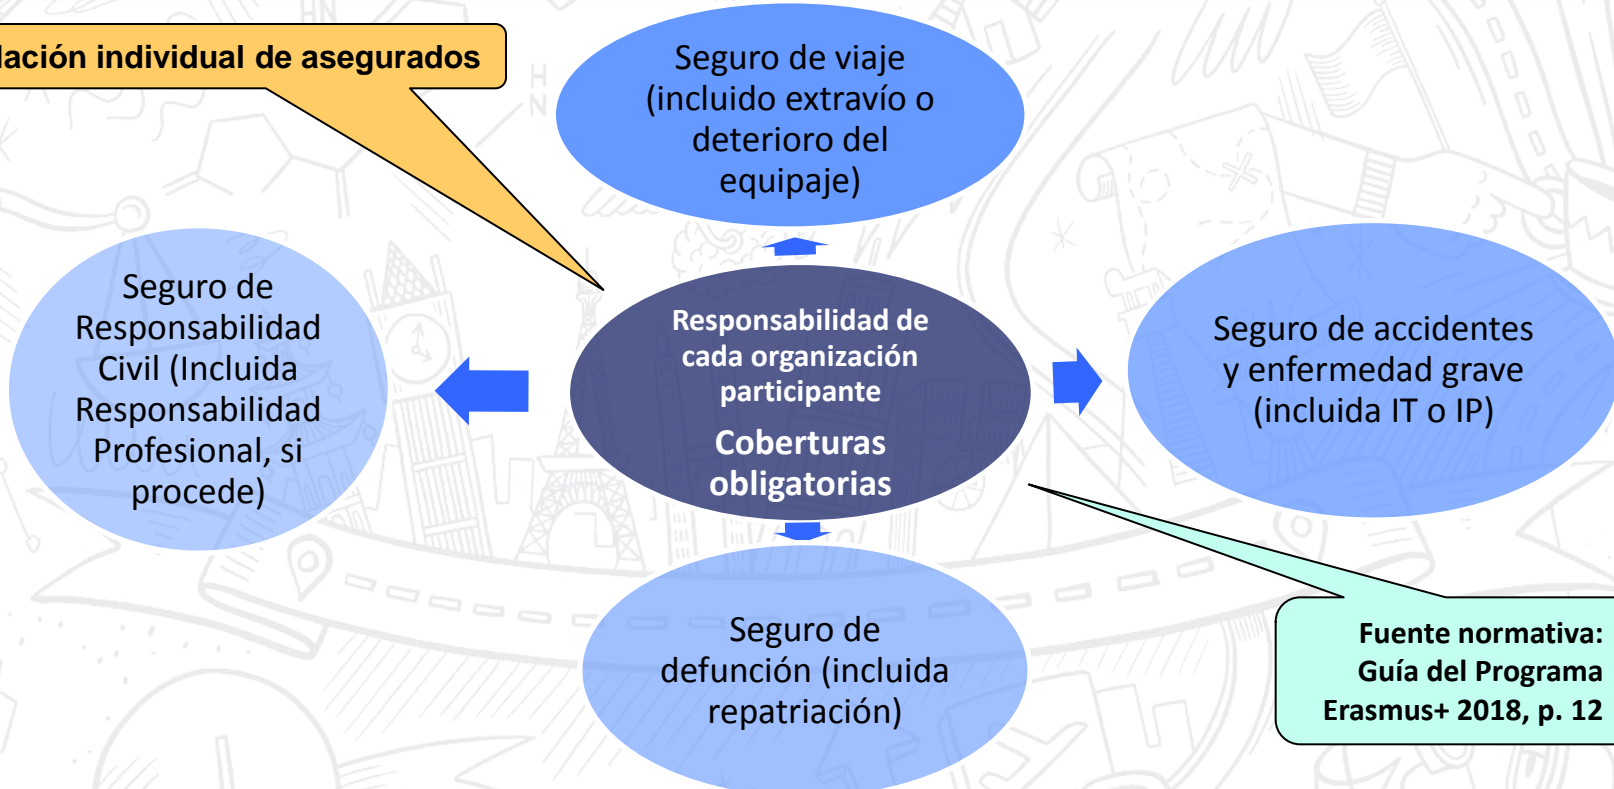 individual de asegurados
Seguro de viaje
(incluido extravío o
deterioro del
equipaje)
Seguro de
Responsabilidad
Civil (Incluida
Responsabilidad
Profesional, si
procede)
Responsabilidad de
cada organización
participante
Coberturas
obligatorias
Seguro de accidentes
y enfermedad grave
(incluida IT o IP)
Seguro de
defunción (incluida
repatriación)
Fuente normativa:
Guía del Programa
Erasmus+ 2018, p. 12
H
N